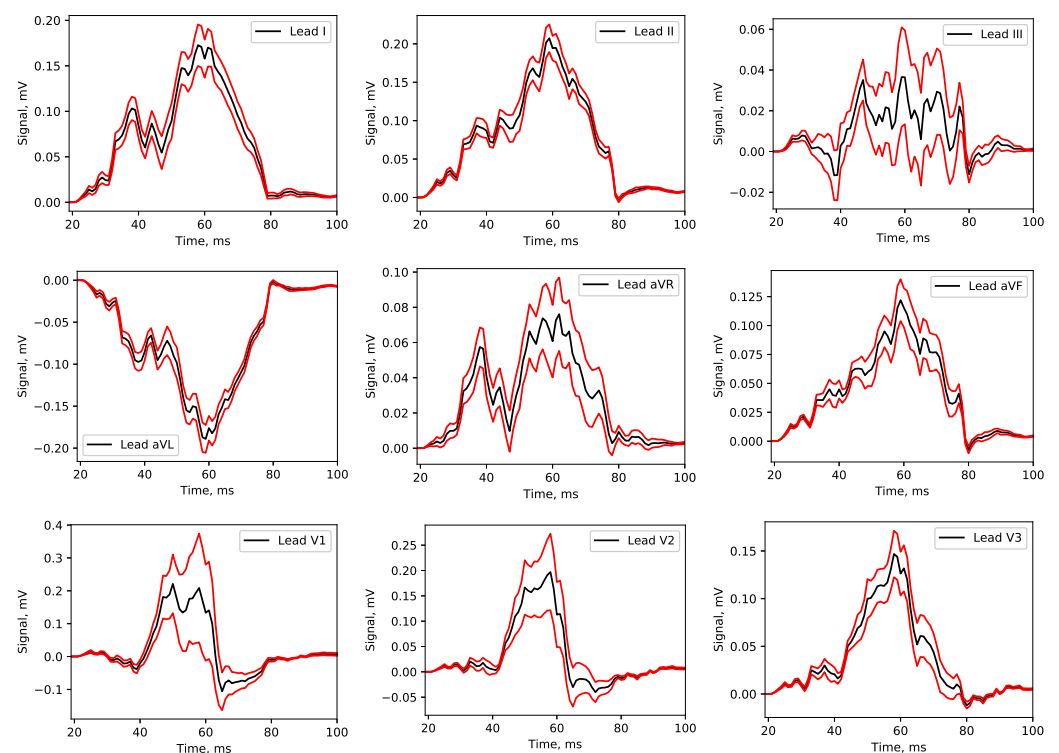 0.20
0.15
0.10
0.05
0.00
Signal, mV
Lead I
20 40 60 80 100
Time, ms
0.20
0.15
0.10
0.05
0.00
Signal, mV
Lead II
20 40 60 80 100
Time, ms
0.06
0.04
0.02
0.00
−0.02
Signal, mV
Lead III
20 40 60 80 100
Time, ms
0.00
−0.05
−0.10
−0.15
−0.20
Signal, mV
Lead aVL
20 40 60 80 100
Time, ms
0.10
0.08
0.06
0.04
0.02
0.00
Signal, mV
Lead aVR
20 40 60 80 100
Time, ms
0.125
0.100
0.075
0.050
0.025
0.000
Signal, mV
Lead aVF
20 40 60 80 100
Time, ms
0.4
0.3
0.2
0.1
0.0
−0.1
Signal, mV
Lead V1
20 40 60 80 100
Time, ms
0.25
0.20
0.15
0.10
0.05
0.00
−0.05
Signal, mV
Lead V2
20 40 60 80 100
Time, ms
0.15
0.10
0.05
0.00
Signal, mV
Lead V3
20 40 60 80 100
Time, ms